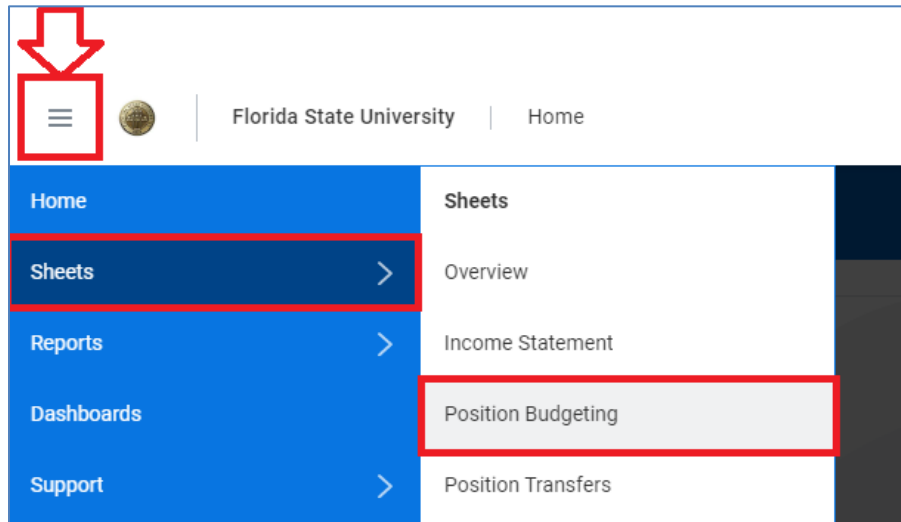 Florida State University | Home
Home
Sheets
Reports
Dashboards
Support
Sheets
Overview
Income Statement
Position Budgeting
Position Transfers